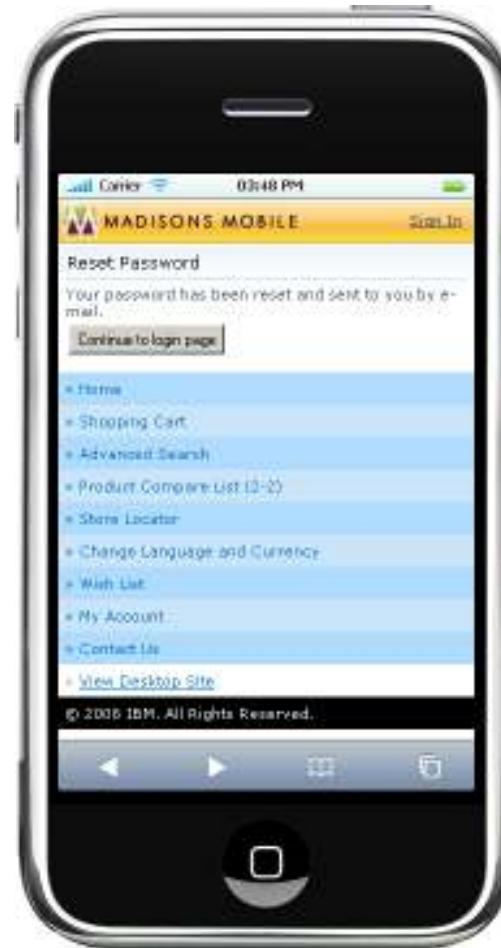 Carrier 03:48 PM
MADISONS MOBILE Sign In
Reset Password
Your password has been reset and sent to you by e-
mail.
Continue to login page
» Home
» Shopping Cart
» Advanced Search
» Product Compare List (2-2)
» Store Locator
» Change Language and Currency
» Wish List
» My Account
» Contact Us
» View Desktop Site
© 2008 IBM. All Rights Reserved.